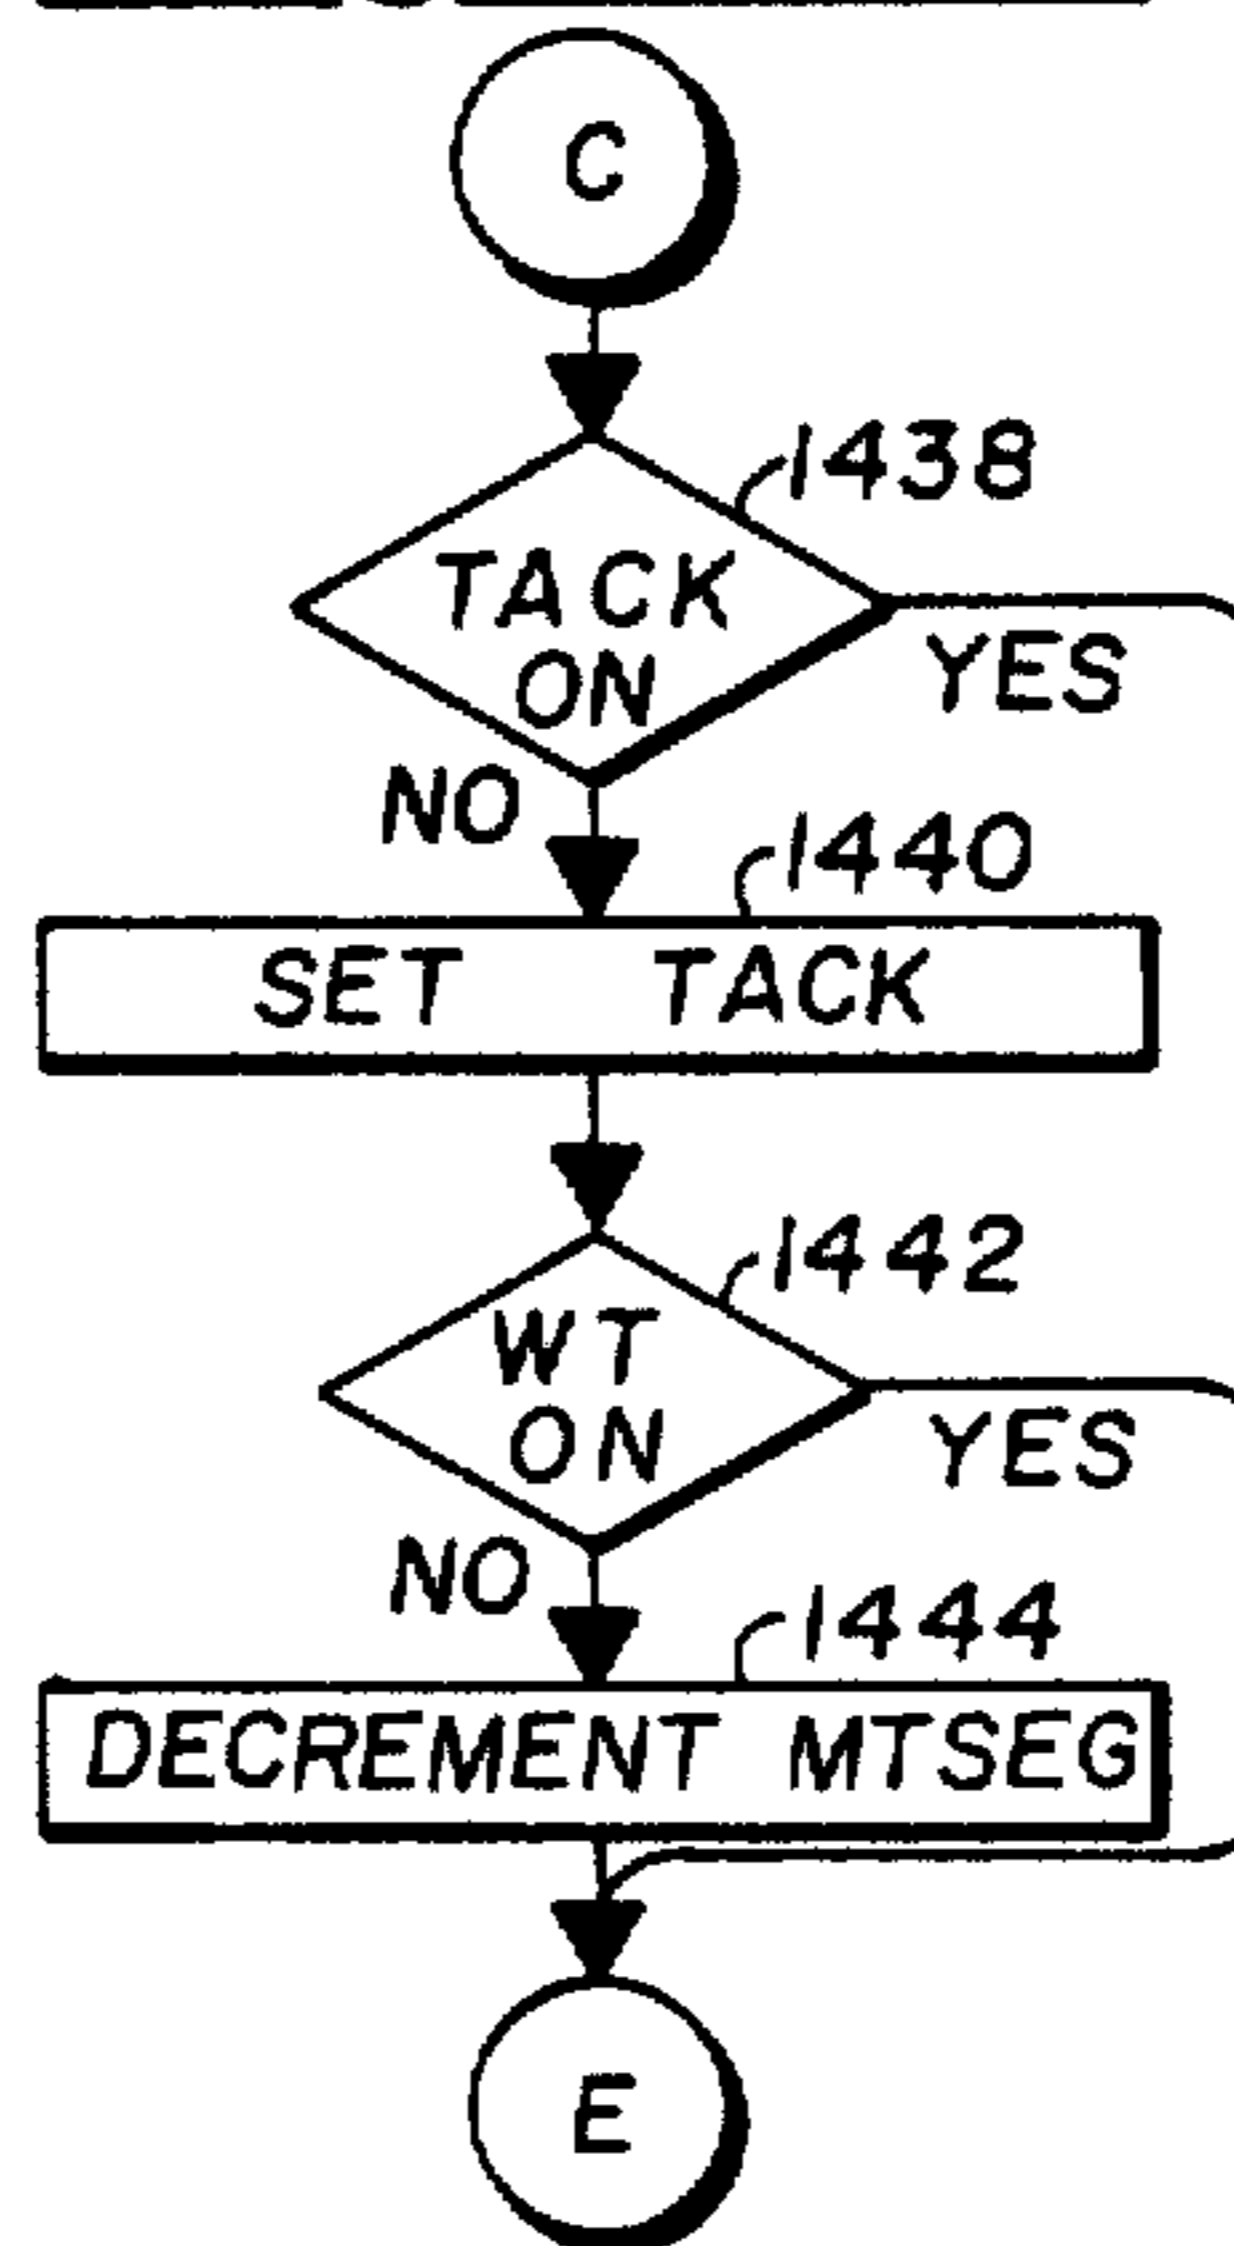 C
1438
TACK
ON
YES
NO
1440
SET TACK
1442
WT
ON
YES
NO
1444
DECREMENT MTSEG
E